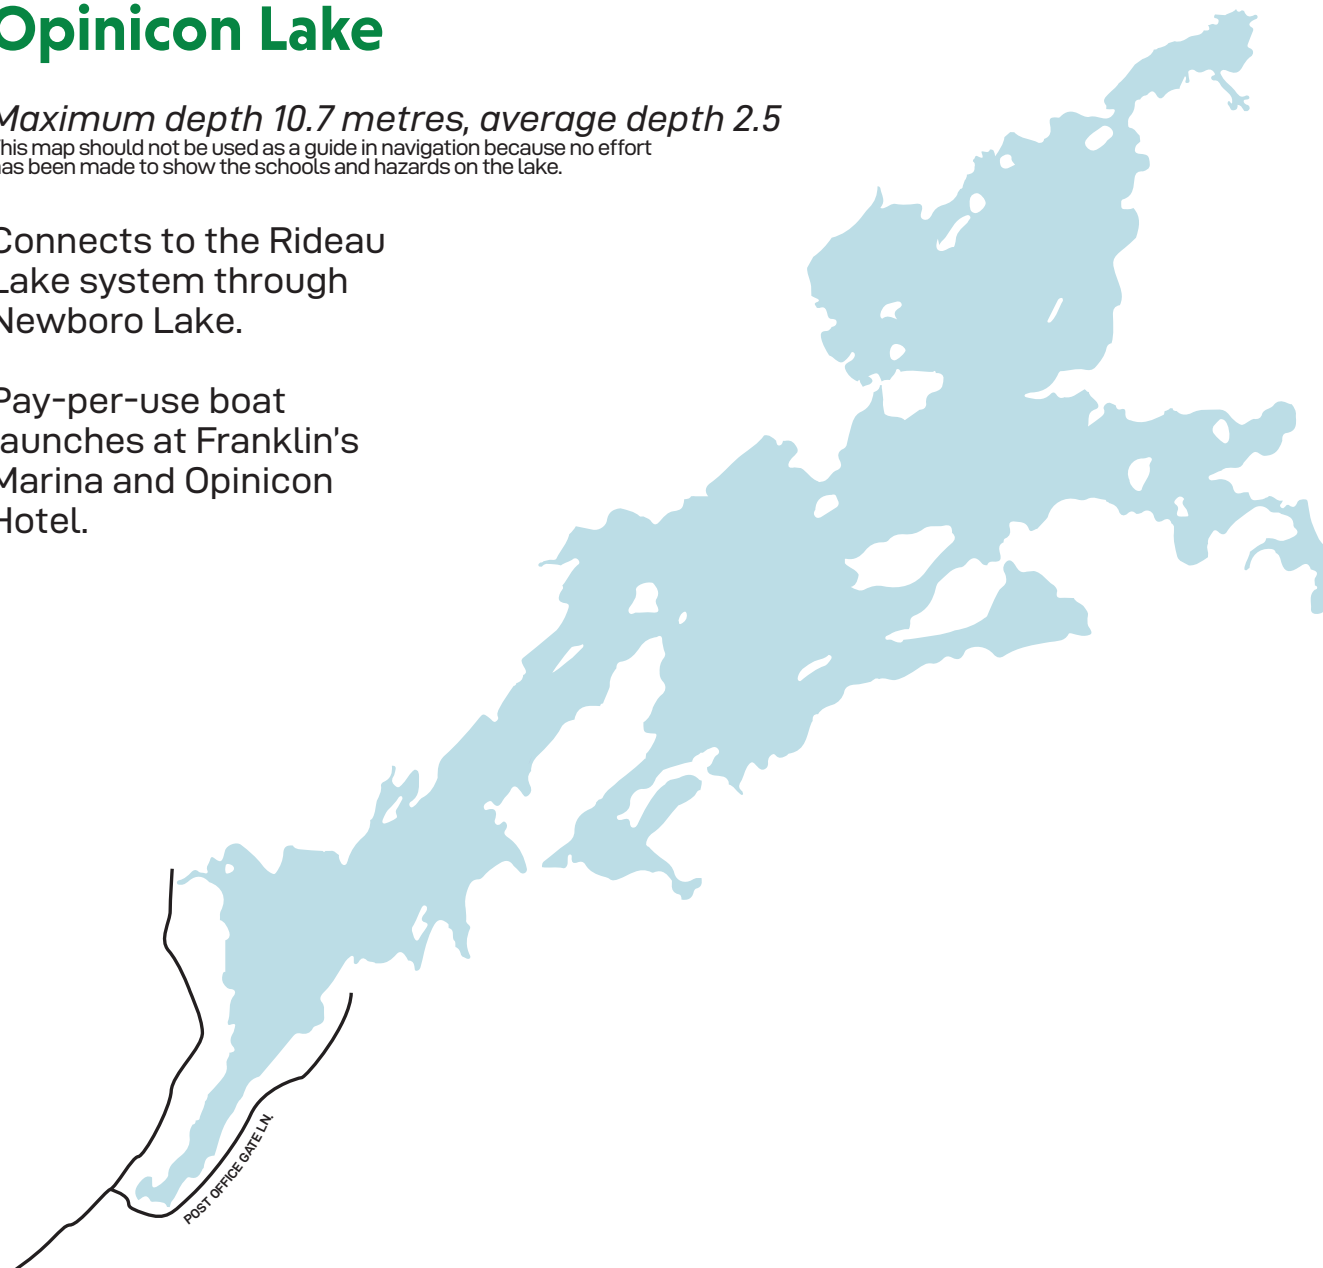 Opinicon Lake
Maximum depth 10.7 metres, average depth 2.5
This map should not be used as a guide in navigation because no effort
has been made to show the schools and hazards on the lake.
Connects to the Rideau
Lake system through
Newboro Lake.
Pay-per-use boat
launches at Franklin's
Marina and Opinicon
Hotel.
POST OFFICE GATE LN.